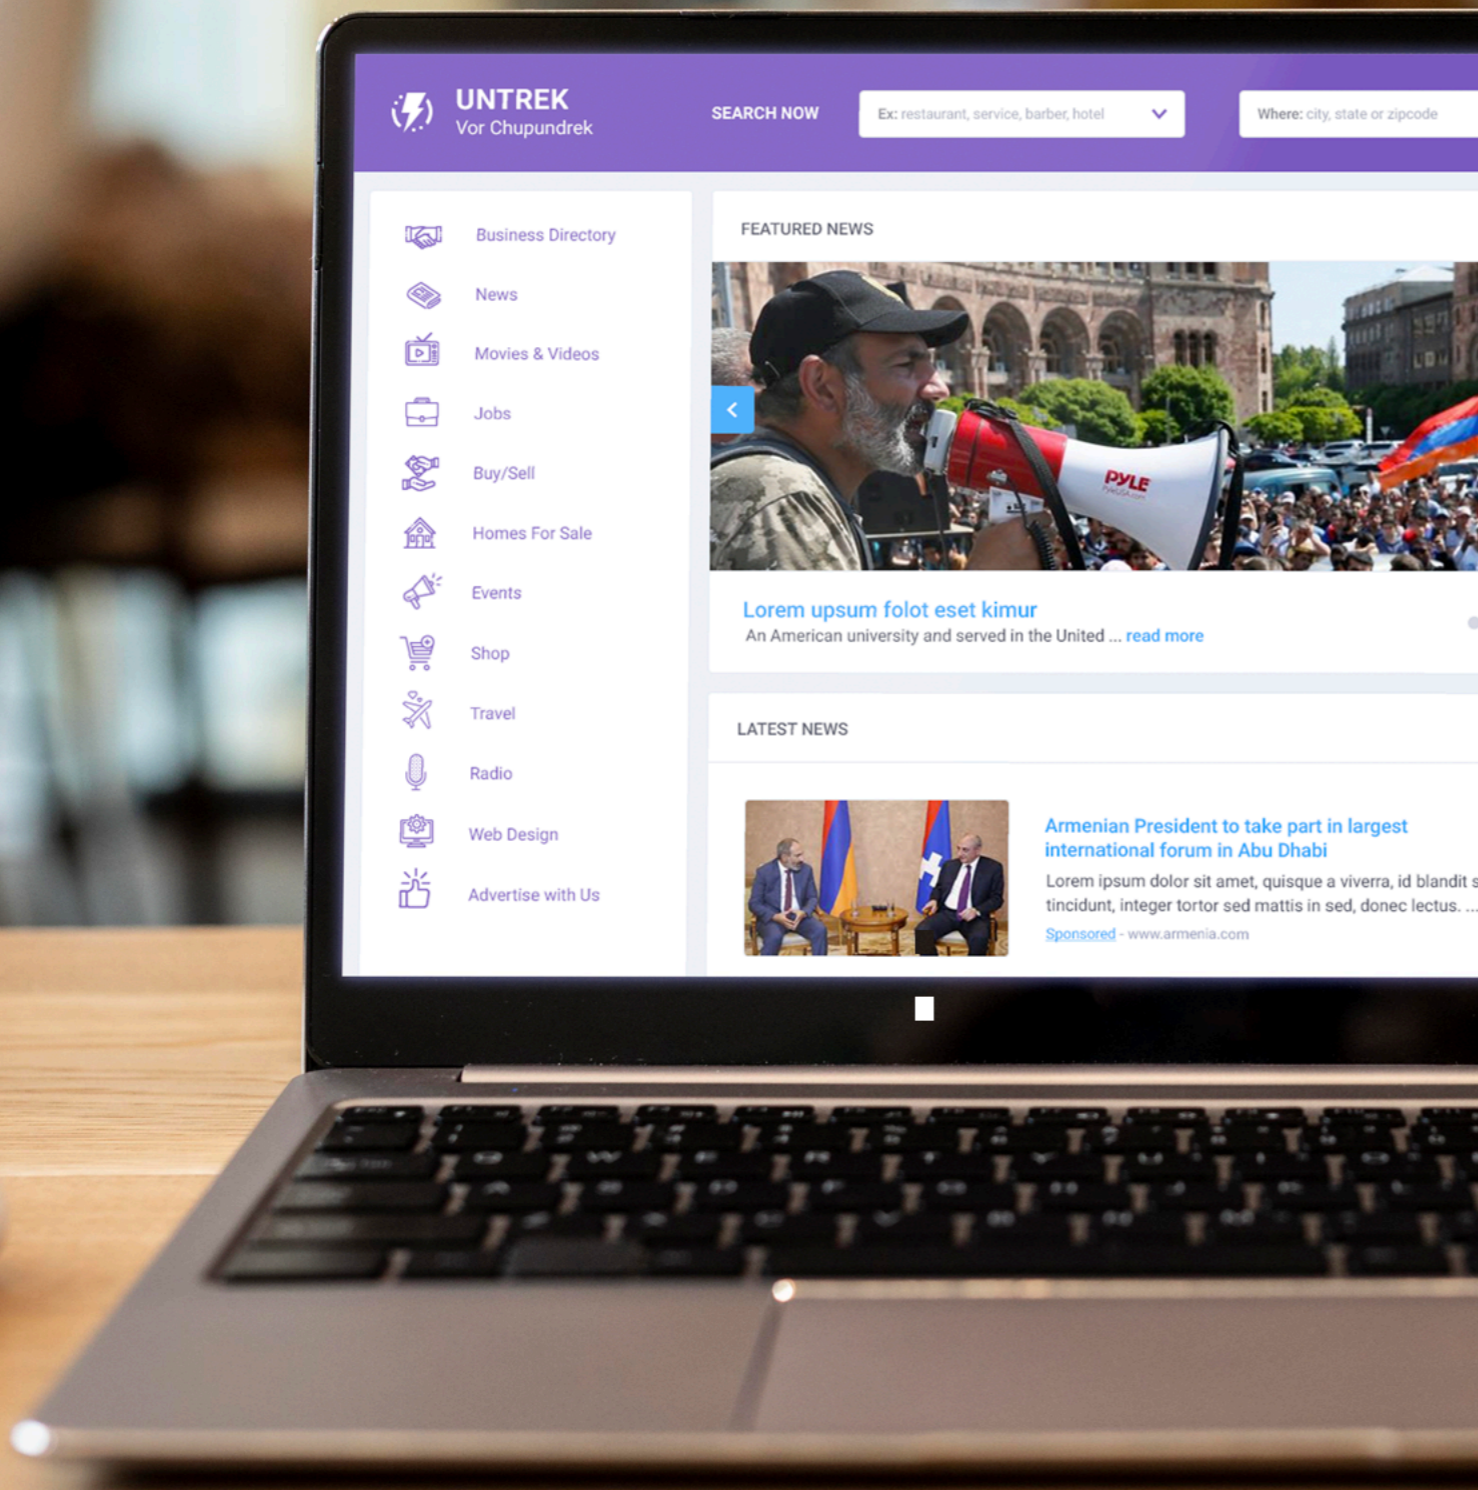 UNTREK
Vor Chupundrek
SEARCH NOW
Ex: restaurant, service, barber, hotel
Where: city, state or zipcode
Business Directory
News
Movies & Videos
Jobs
Buy/Sell
Homes For Sale
Events
Shop
Travel
Radio
Web Design
Advertise with Us
FEATURED NEWS
PYLE
Lorem upsum folot eset kimur
An American university and served in the United ... read more
LATEST NEWS
Armenian President to take part in largest
international forum in Abu Dhabi
Lorem ipsum dolor sit amet, quisque a viverra, id blandit s
tincidunt, integer tortor sed mattis in sed, donec lectus. ...
Sponsored - www.armenia.com